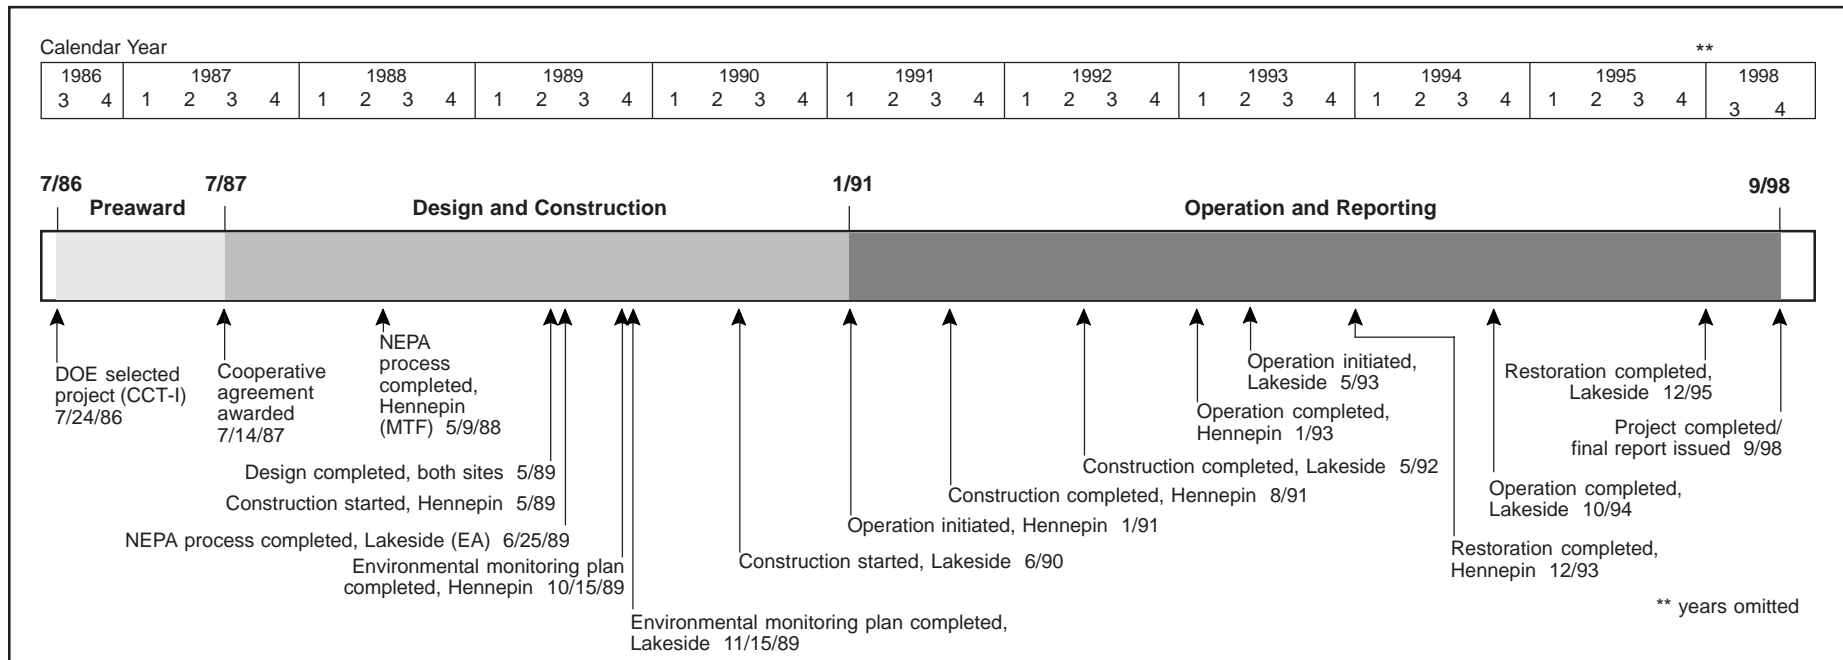 Calendar Year
**
1986 1987 1988 1989 1990 1991 1992 1993 1994 1995 1998
3 4 1 2 3 4 1 2 3 4 1 2 3 4 1 2 3 4 1 2 3 4 1 2 3 4 1 2 3 4 1 2 3 4 1 2 3 4 3 4
7/86 7/87 1/91 9/98
Preaward Design and Construction Operation and Reporting
DOE selected
project (CCT-I)
7/24/86
Cooperative
agreement
awarded
7/14/87
NEPA
process
completed,
Hennepin
(MTF) 5/9/88
Design completed, both sites 5/89
Construction started, Hennepin 5/89
NEPA process completed, Lakeside (EA) 6/25/89
Environmental monitoring plan
completed, Hennepin 10/15/89
Environmental monitoring plan completed,
Lakeside 11/15/89
Construction started, Lakeside 6/90
Operation initiated, Hennepin 1/91
Construction completed, Hennepin 8/91
Construction completed, Lakeside 5/92
Operation completed,
Hennepin 1/93
Operation initiated,
Lakeside 5/93
Restoration completed,
Hennepin 12/93
Operation completed,
Lakeside 10/94
Restoration completed,
Lakeside 12/95
Project completed/
final report issued 9/98
** years omitted